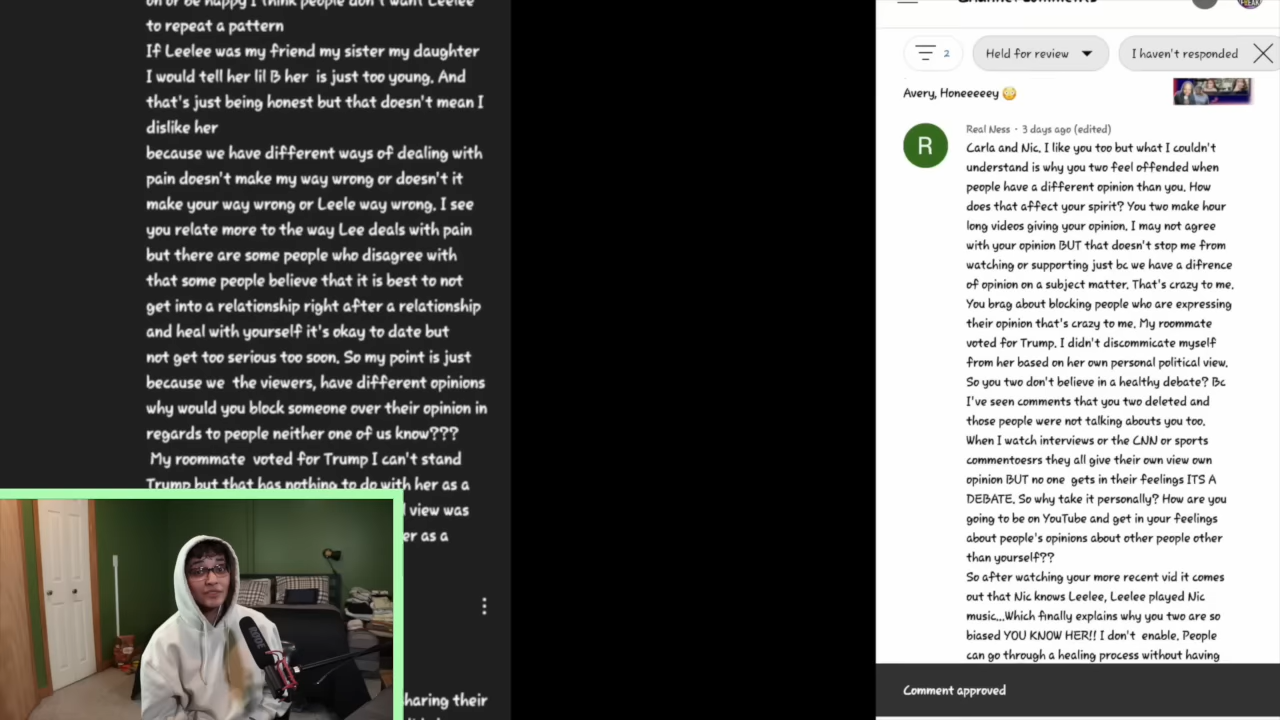 on or be happy I think people don't want Leelee
to repeat a pattern
If Leelee was my friend my sister my daughter
I would tell her lil B her is just too young. And
that's just being honest but that doesn't mean I
dislike her
because we have different ways of dealing with
pain doesn't make my way wrong or doesn't it
make your way wrong or Leele way wrong. I see
you relate more to the way Lee deals with pain
but there are some people who disagree with
that some people believe that it is best to not
get into a relationship right after a relationship
and heal with yourself it's okay to date but
not get too serious too soon. So my point is just
because we the viewers, have different opinions
why would you block someone over their opinion in
regards to people neither one of us know???
My roommate voted for Trump I can't stand
Trump but that has nothing to do with her as a
view was
er as a
sharing their
Channel comments
2
Held for review
I haven't responded
Avery, Honeeeeey 😳
R
Real Ness · 3 days ago (edited)
Carla and Nic, I like you too but what I couldn't
understand is why you two feel offended when
people have a different opinion than you. How
does that affect your spirit? You two make hour
long videos giving your opinion. I may not agree
with your opinion BUT that doesn't stop me from
watching or supporting just bc we have a difrence
of opinion on a subject matter. That's crazy to me.
You brag about blocking people who are expressing
their opinion that's crazy to me. My roommate
voted for Trump. I didn't discommicate myself
from her based on her own personal political view.
So you two don't believe in a healthy debate? Bc
I've seen comments that you two deleted and
those people were not talking abouts you too.
When I watch interviews or the CNN or sports
commentoesrs they all give their own view own
opinion BUT no one gets in their feelings ITS A
DEBATE. So why take it personally? How are you
going to be on YouTube and get in your feelings
about people's opinions about other people other
than yourself??
So after watching your more recent vid it comes
out that Nic knows Leelee, Leelee played Nic
music...Which finally explains why you two are so
biased YOU KNOW HER!! I don't enable. People
can go through a healing process without having
Comment approved
RODE